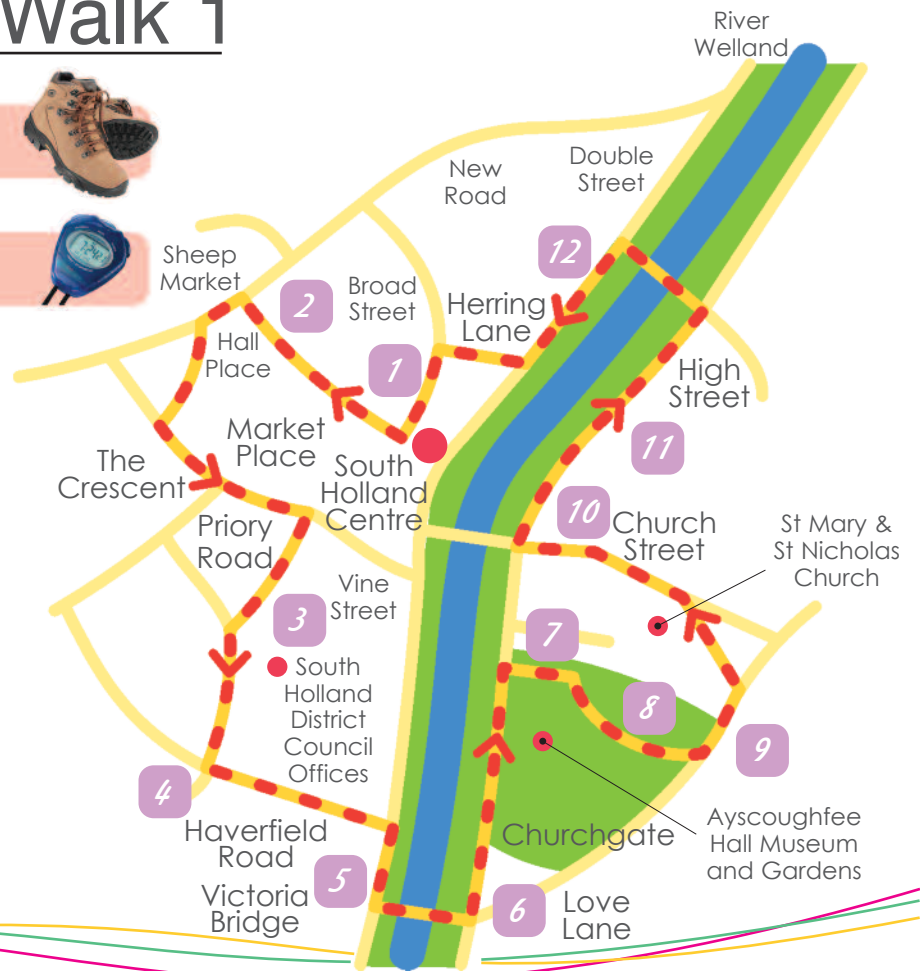 Walk 1
River
Welland
New
Road
Double
Street
12
Sheep
Market
2
Broad
Street
Herring
Lane
Hall
Place
1
High
Street
Market
Place
11
The
Crescent
South
Holland
Centre
10
Church
Street
St Mary &
St Nicholas
Church
Priory
Road
Vine
Street
3
7
South
Holland
District
Council
Offices
8
9
4
Haverfield
Road
Churchgate
Ayscoughfee
Hall Museum
and Gardens
5
Victoria
Bridge
6
Love
Lane